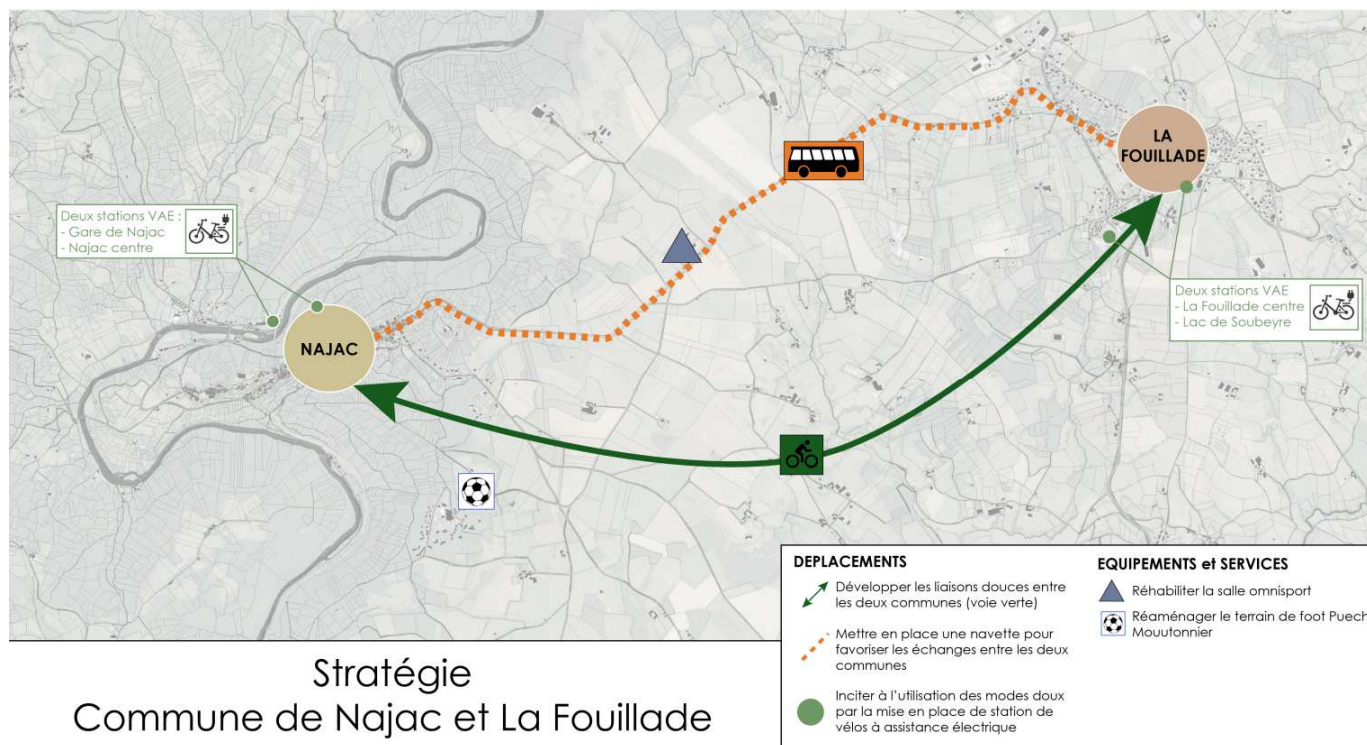 LA
FOUILLADE
Deux stations VAE :
- Gare de Najac
- Najac centre
Deux stations VAE
- La Fouillade centre
- Lac de Soubeyre
NAJAC
DEPLACEMENTS
Développer les liaisons douces entre
les deux communes (voie verte)
Mettre en place une navette pour
favoriser les échanges entre les deux
communes
Inciter à l'utilisation des modes doux
par la mise en place de station de
vélos à assistance électrique
EQUIPEMENTS et SERVICES
Réhabiliter la salle omnisport
Réaménager le terrain de foot Puech
Mouutonnier
Stratégie
Commune de Najac et La Fouillade